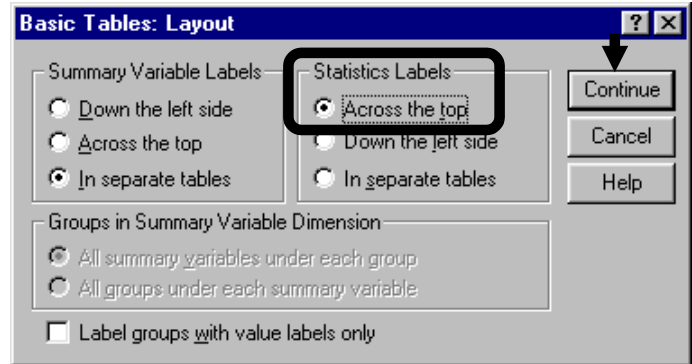 Basic Tables: Layout
Summary Variable Labels
Down the left side
Across the top
In separate tables
Statistics Labels
Across the top
Down the left side
In separate tables
Continue
Cancel
Help
Groups in Summary Variable Dimension
All summary variables under each group
All groups under each summary variable
Label groups with value labels only